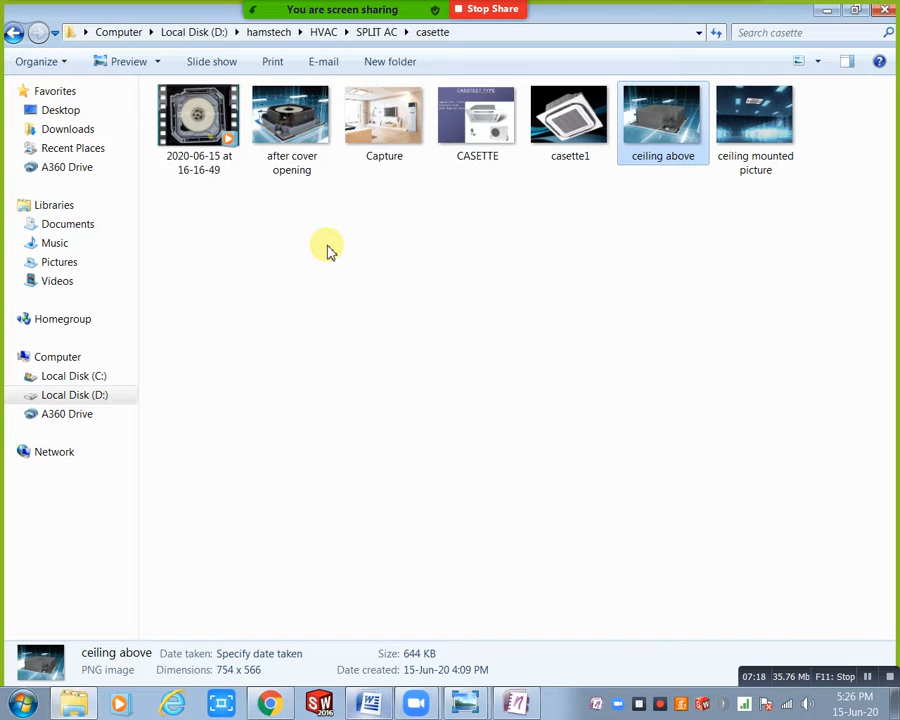 You are screen sharing
Stop Share
Computer
Local Disk (D:)
hamstech
HVAC
SPLIT AC
casette
Search casette
Organize
Preview
Slide show
Print
E-mail
New folder
Favorites
Desktop
Downloads
Recent Places
A360 Drive
Libraries
Documents
Music
Pictures
Videos
Homegroup
Computer
Local Disk (C:)
Local Disk (D:)
A360 Drive
Network
2020-06-15 at
16-16-49
after cover
opening
Capture
CASETTE
casette1
ceiling above
ceiling mounted
picture
ceiling above
PNG image
Date taken: Specify date taken
Dimensions: 754 x 566
Size: 644 KB
Date created: 15-Jun-20 4:09 PM
07:18 35.76 Mb F11: Stop
SW
2016
5:26 PM
15-Jun-20